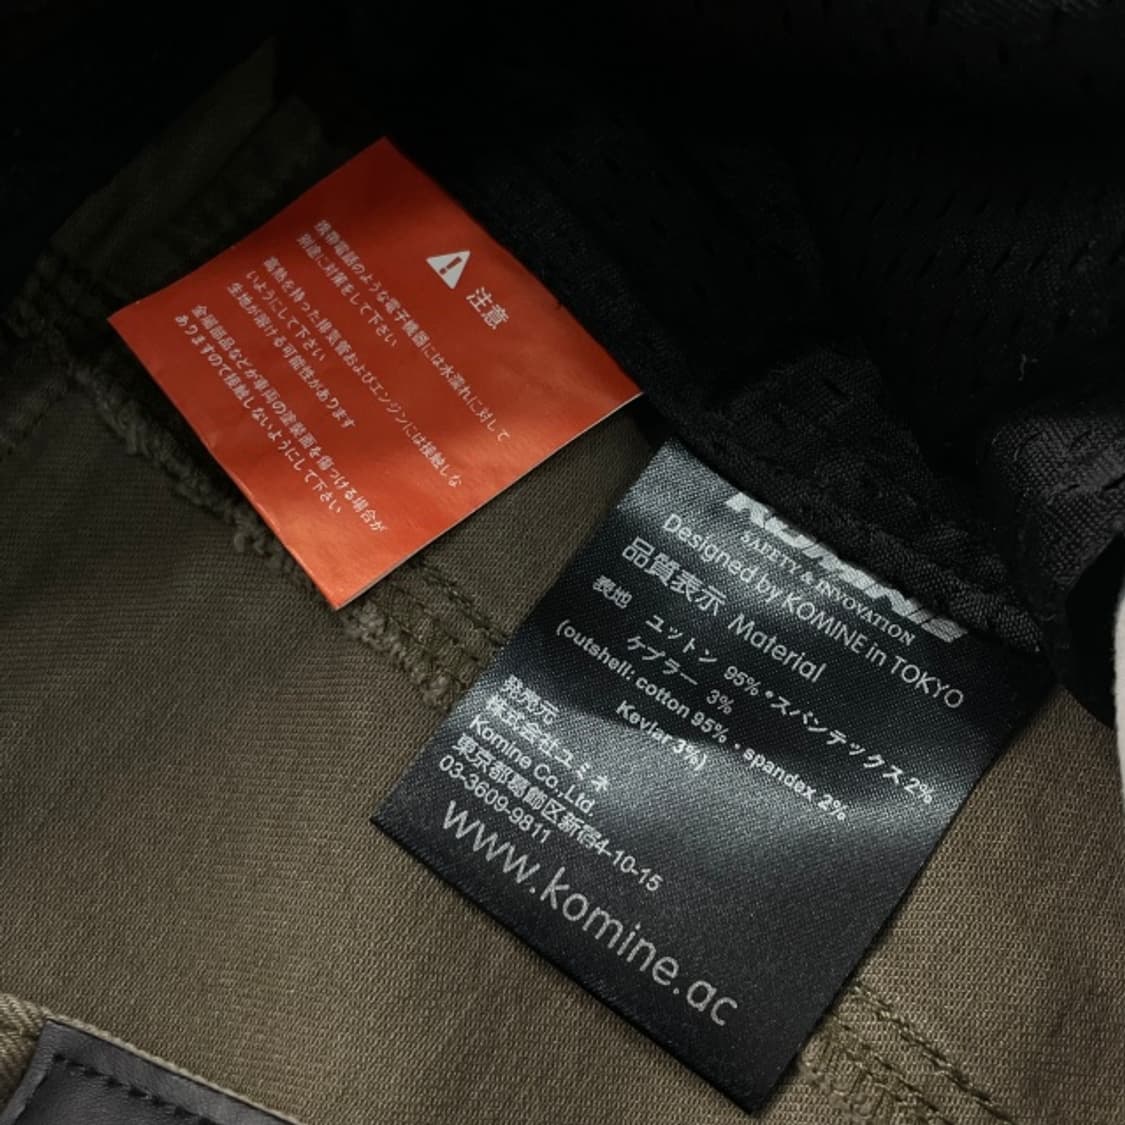 注意
携帯電話のような電子機器には水濡れに対して
別途に対策をして下さい
高熱を持った排気管およびエンジンには接触しな
いようにして下さい
生地が溶ける可能性があります
金属部品などが車両の塗装面を傷つける場合が
ありますので接触しないようにして下さい
KOMINE
SAFETY & INVOVATION
Designed by KOMINE in TOKYO
品質表示 Material
表地 ユットン 95%・スパンテックス 2%
ケブラー 3%
(outshell: cotton 95%・spandex 2%
Kevlar 3%)
発売元
株式会社ユミネ
Komine Co.,Ltd.
東京都葛飾区新宿4-10-15
03-3609-9811
www.komine.ac